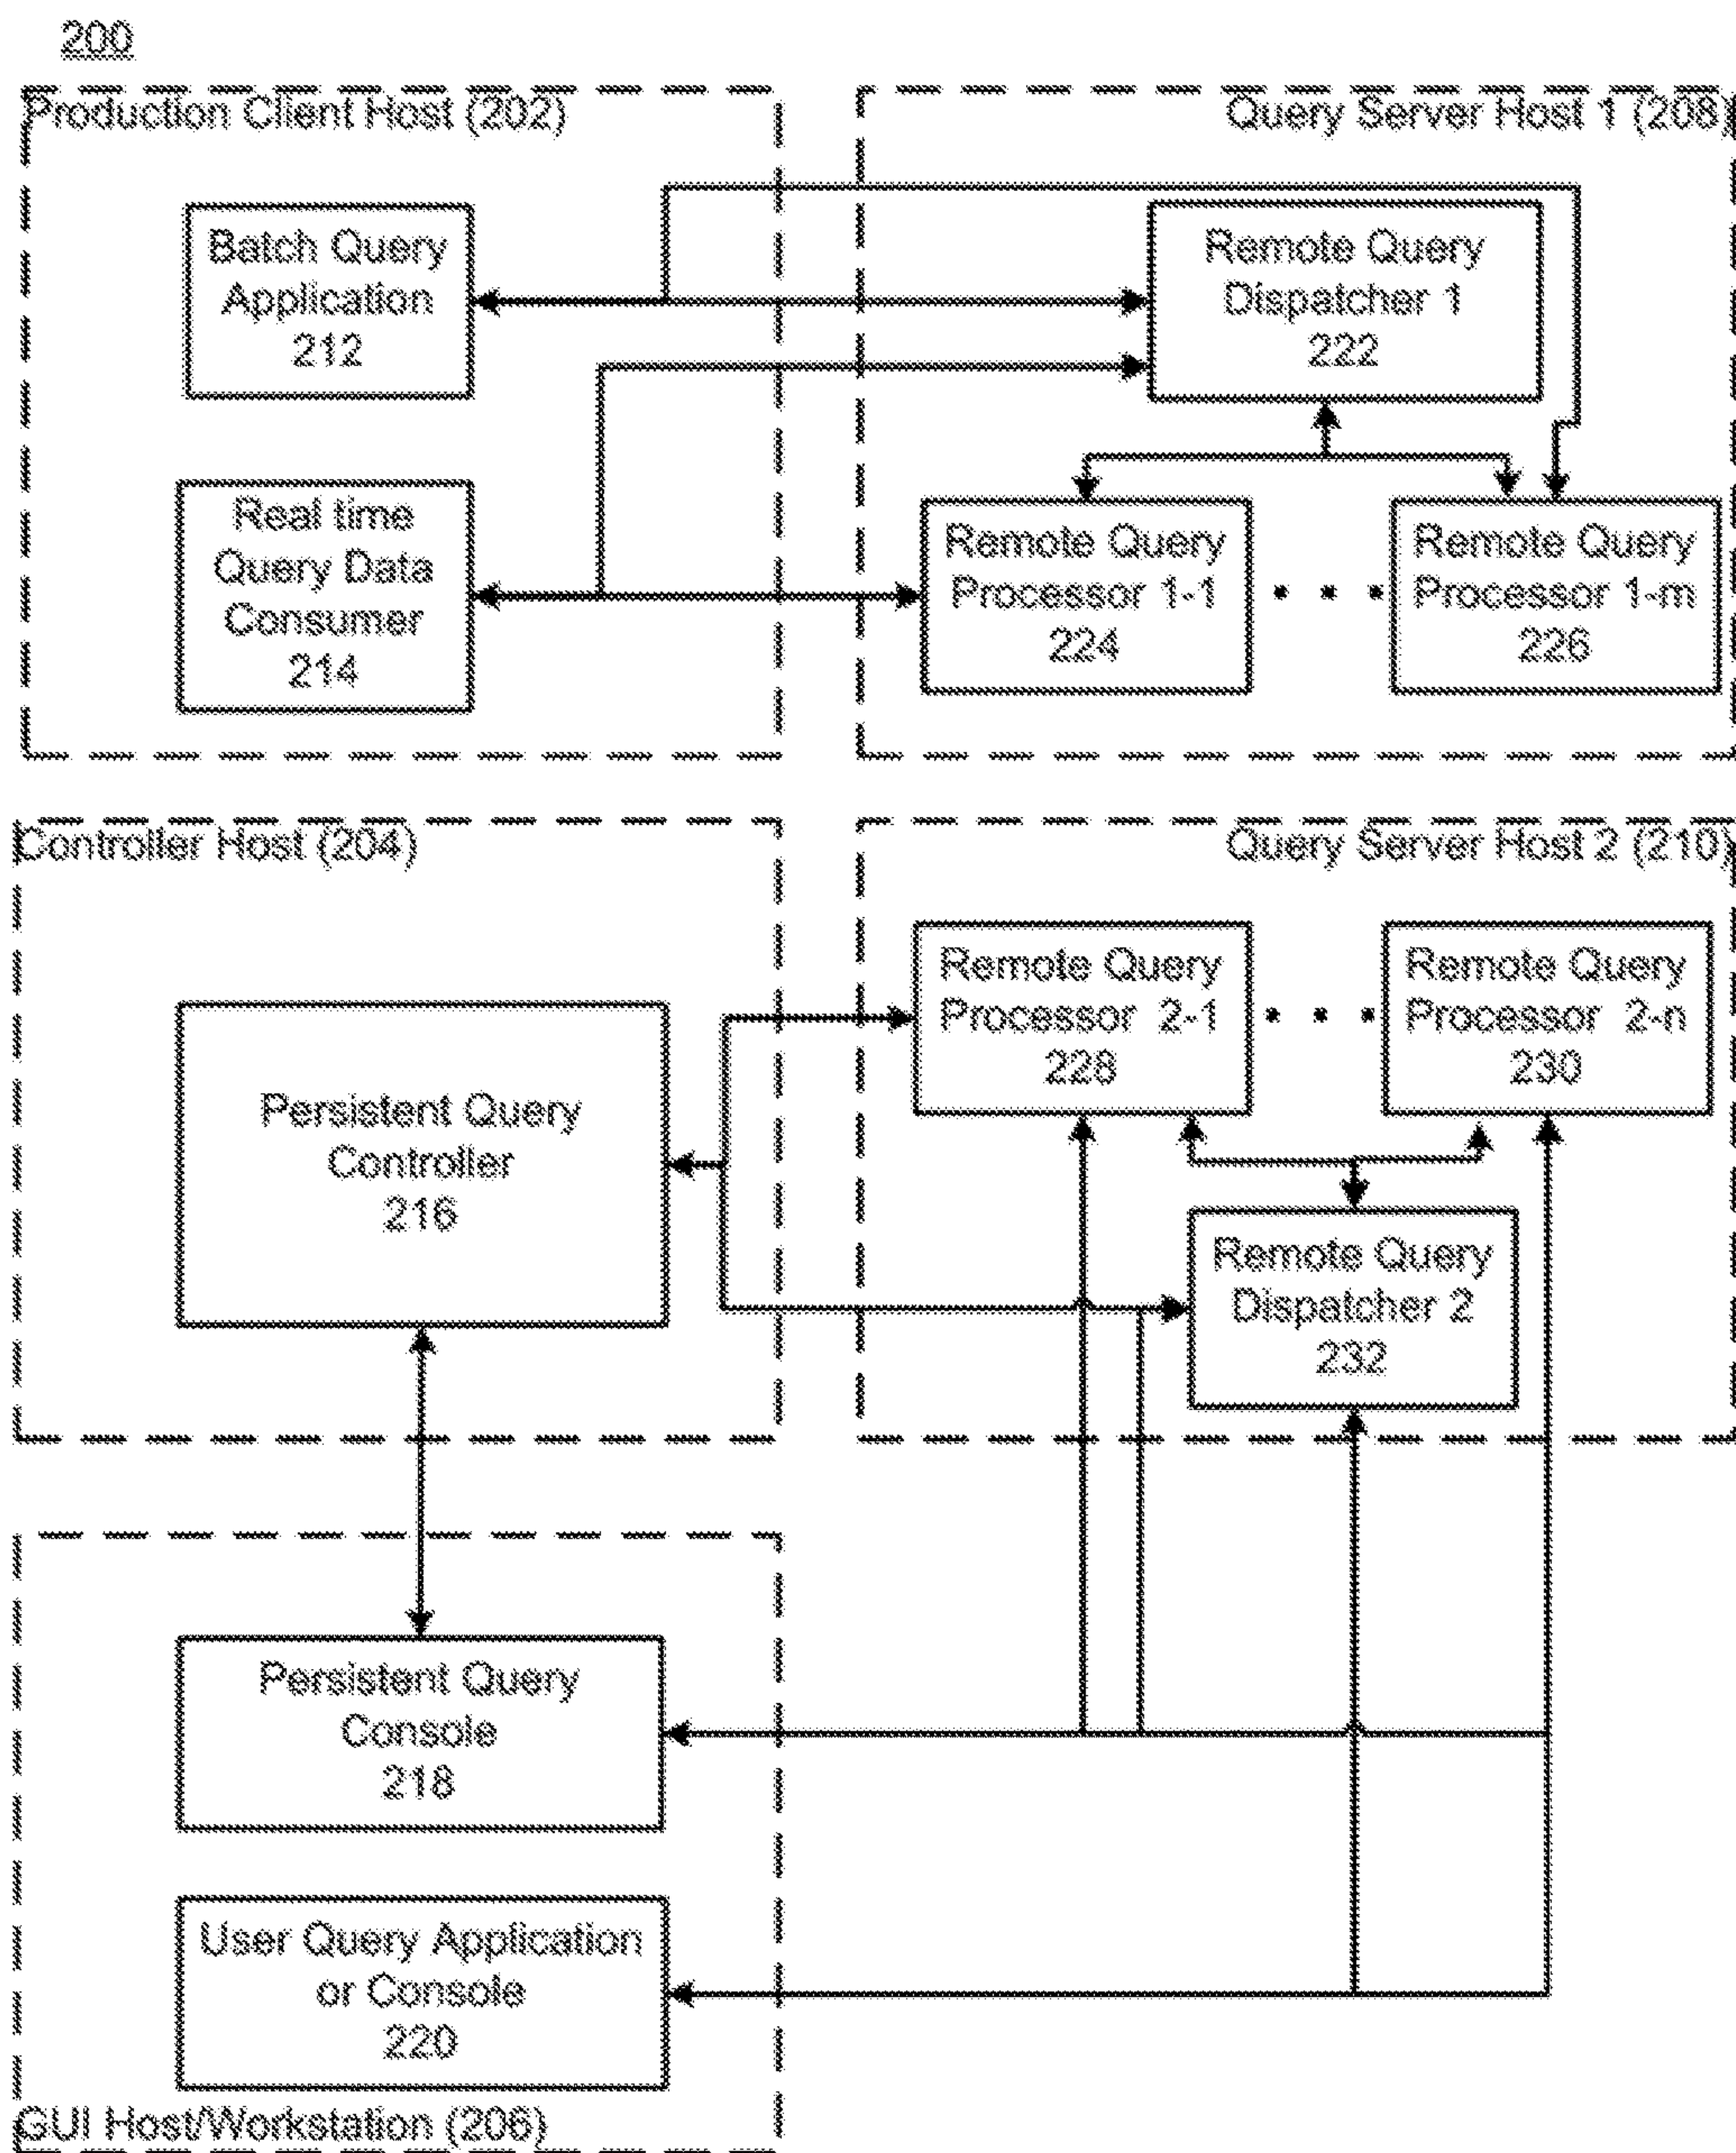 200
Production Client Host (202)
Query Server Host 1 (208)
Batch Query
Application
212
Remote Query
Dispatcher 1
222
Real time
Query Data
Consumer
214
Remote Query
Processor 1-1
224
. . .
Remote Query
Processor 1-m
226
Controller Host (204)
Query Server Host 2 (210)
Remote Query
Processor 2-1
228
. . .
Remote Query
Processor 2-n
230
Persistent Query
Controller
216
Remote Query
Dispatcher 2
232
Persistent Query
Console
218
User Query Application
or Console
220
GUI Host/Workstation (206)